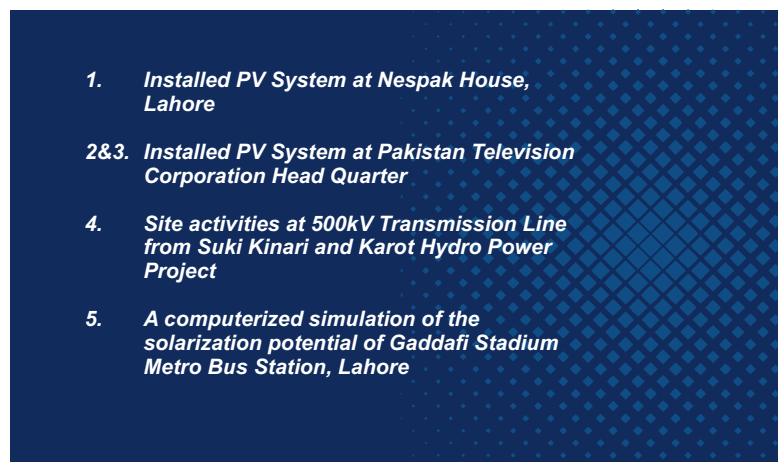 1. Installed PV System at Nespak House,
Lahore
2&3. Installed PV System at Pakistan Television
Corporation Head Quarter
4. Site activities at 500kV Transmission Line
from Suki Kinari and Karot Hydro Power
Project
5. A computerized simulation of the
solarization potential of Gaddafi Stadium
Metro Bus Station, Lahore